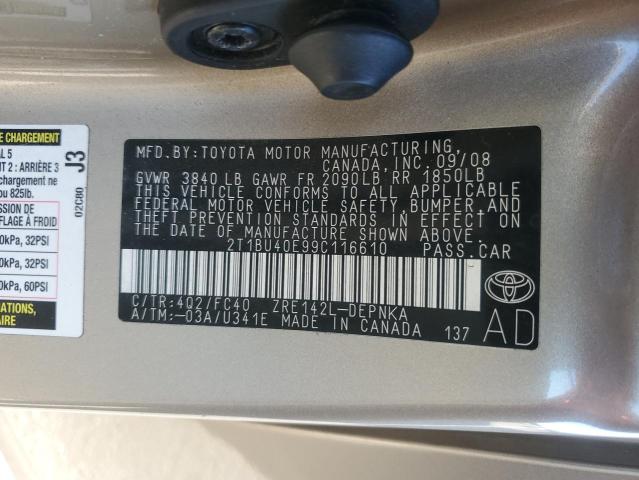 E CHARGEMENT
AL 5
NT 2 : ARRIÈRE 3
chargement ne
ou 825lb.
J3
02C80
SION DE
FLAGE À FROID
0kPa, 32PSI
0kPa, 32PSI
0kPa, 60PSI
AIRE
MFD.BY:TOYOTA MOTOR MANUFACTURING,
CANADA,INC.09/08
GVWR 3840LB GAWR FR 2090LB RR 1850LB
THIS VEHICLE CONFORMS TO ALL APPLICABLE
FEDERAL MOTOR VEHICLE SAFETY, BUMPER,AND
THEFT PREVENTION STANDARDS IN EFFECT ON
THE DATE OF MANUFACTURE SHOWN ABOVE.
2T1BU40E99C116610 PASS.CAR
C/TR:4Q2/FC40 ZRE142L-DEPNKA
A/TM:-03A/U341E MADE IN CANADA 137
AD